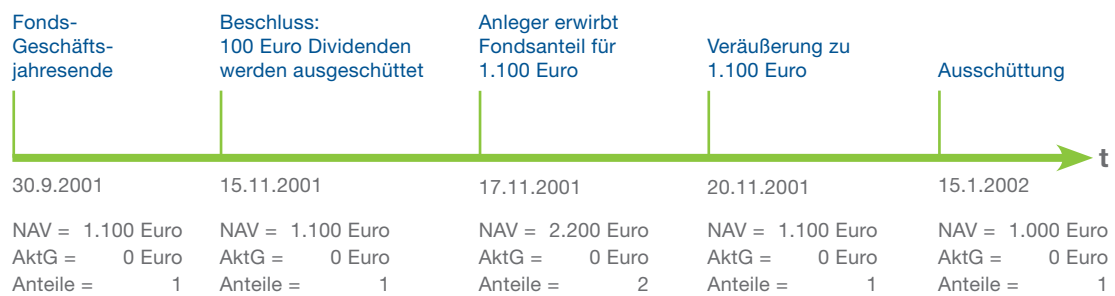 Fonds-
Geschäfts-
jahresende
Beschluss:
100 Euro Dividenden
werden ausgeschüttet
Anleger erwirbt
Fondsanteil für
1.100 Euro
Veräußerung zu
1.100 Euro
Ausschüttung
t
30.9.2001
15.11.2001
17.11.2001
20.11.2001
15.1.2002
NAV = 1.100 Euro
AktG = 0 Euro
Anteile = 1
NAV = 1.100 Euro
AktG = 0 Euro
Anteile = 1
NAV = 2.200 Euro
AktG = 0 Euro
Anteile = 2
NAV = 1.100 Euro
AktG = 0 Euro
Anteile = 1
NAV = 1.000 Euro
AktG = 0 Euro
Anteile = 1